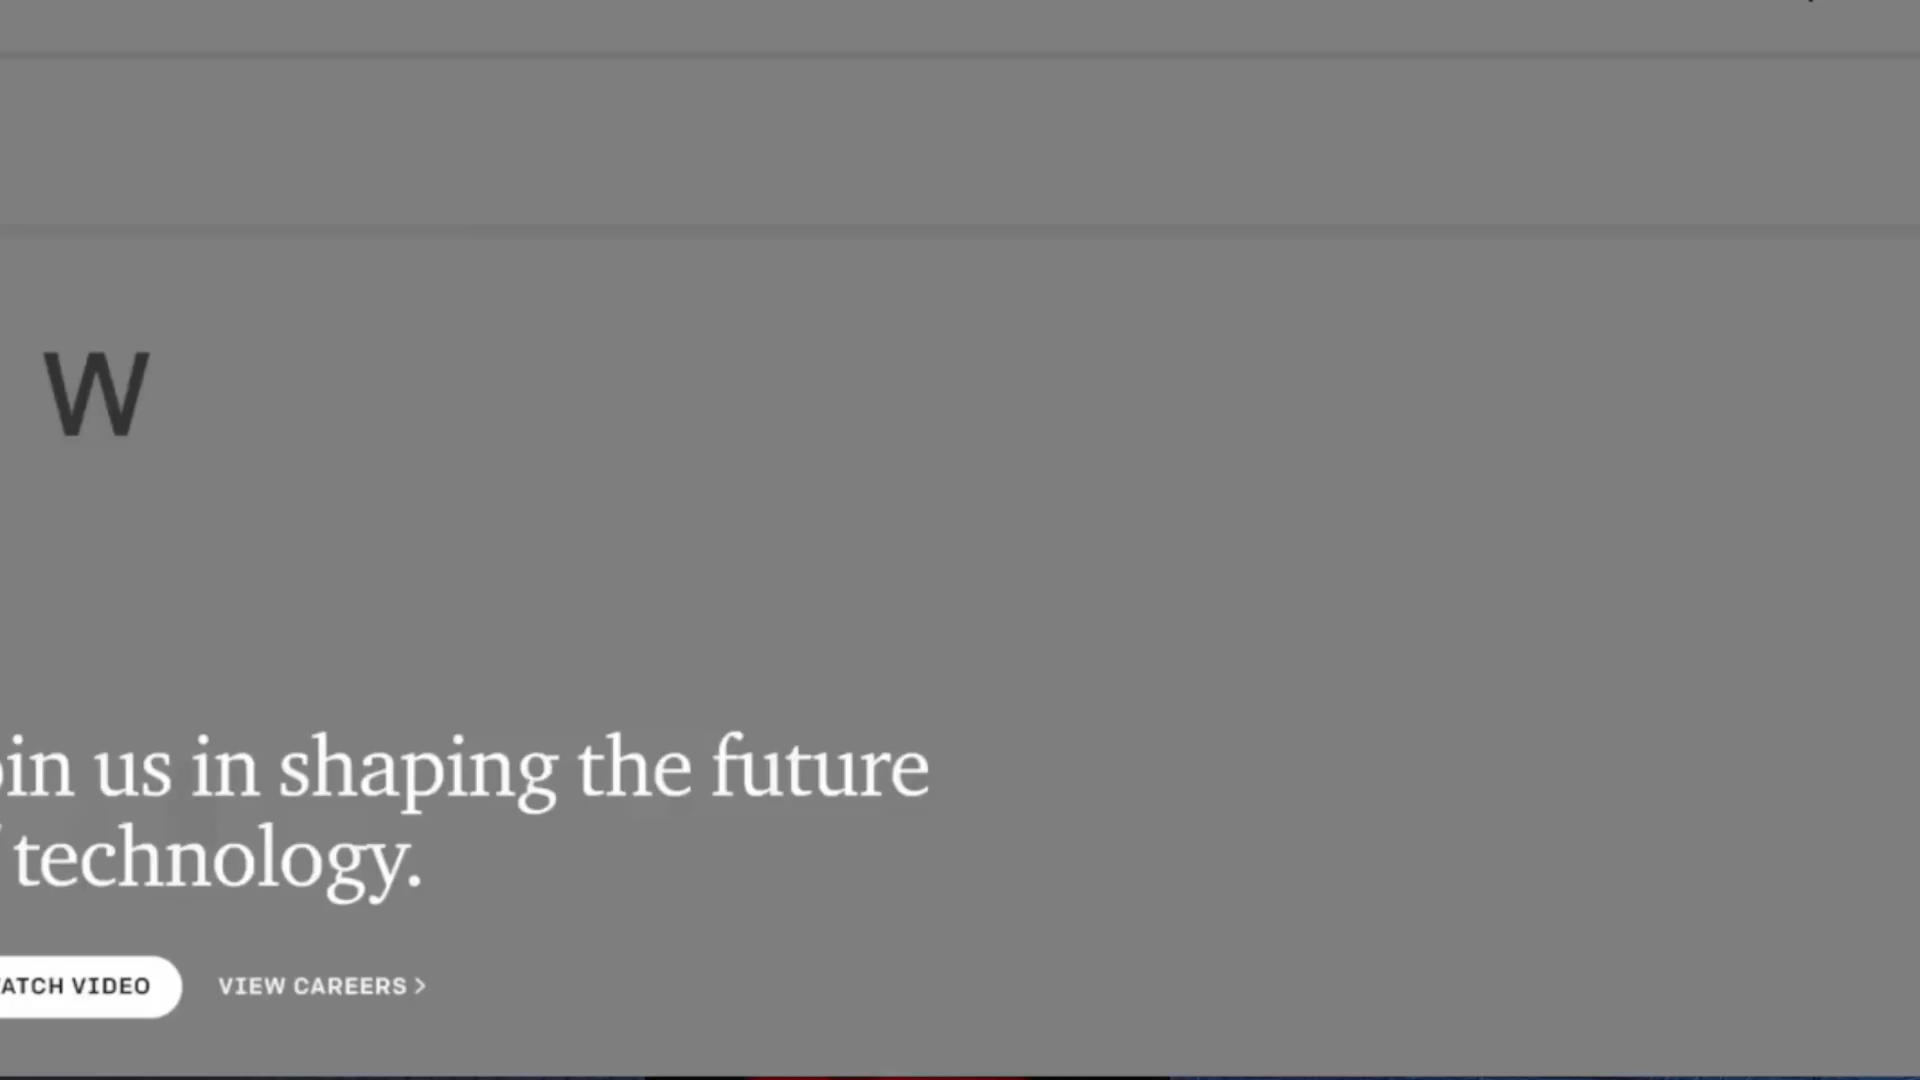 W
in us in shaping the future
technology.
ATCH VIDEO
VIEW CAREERS >